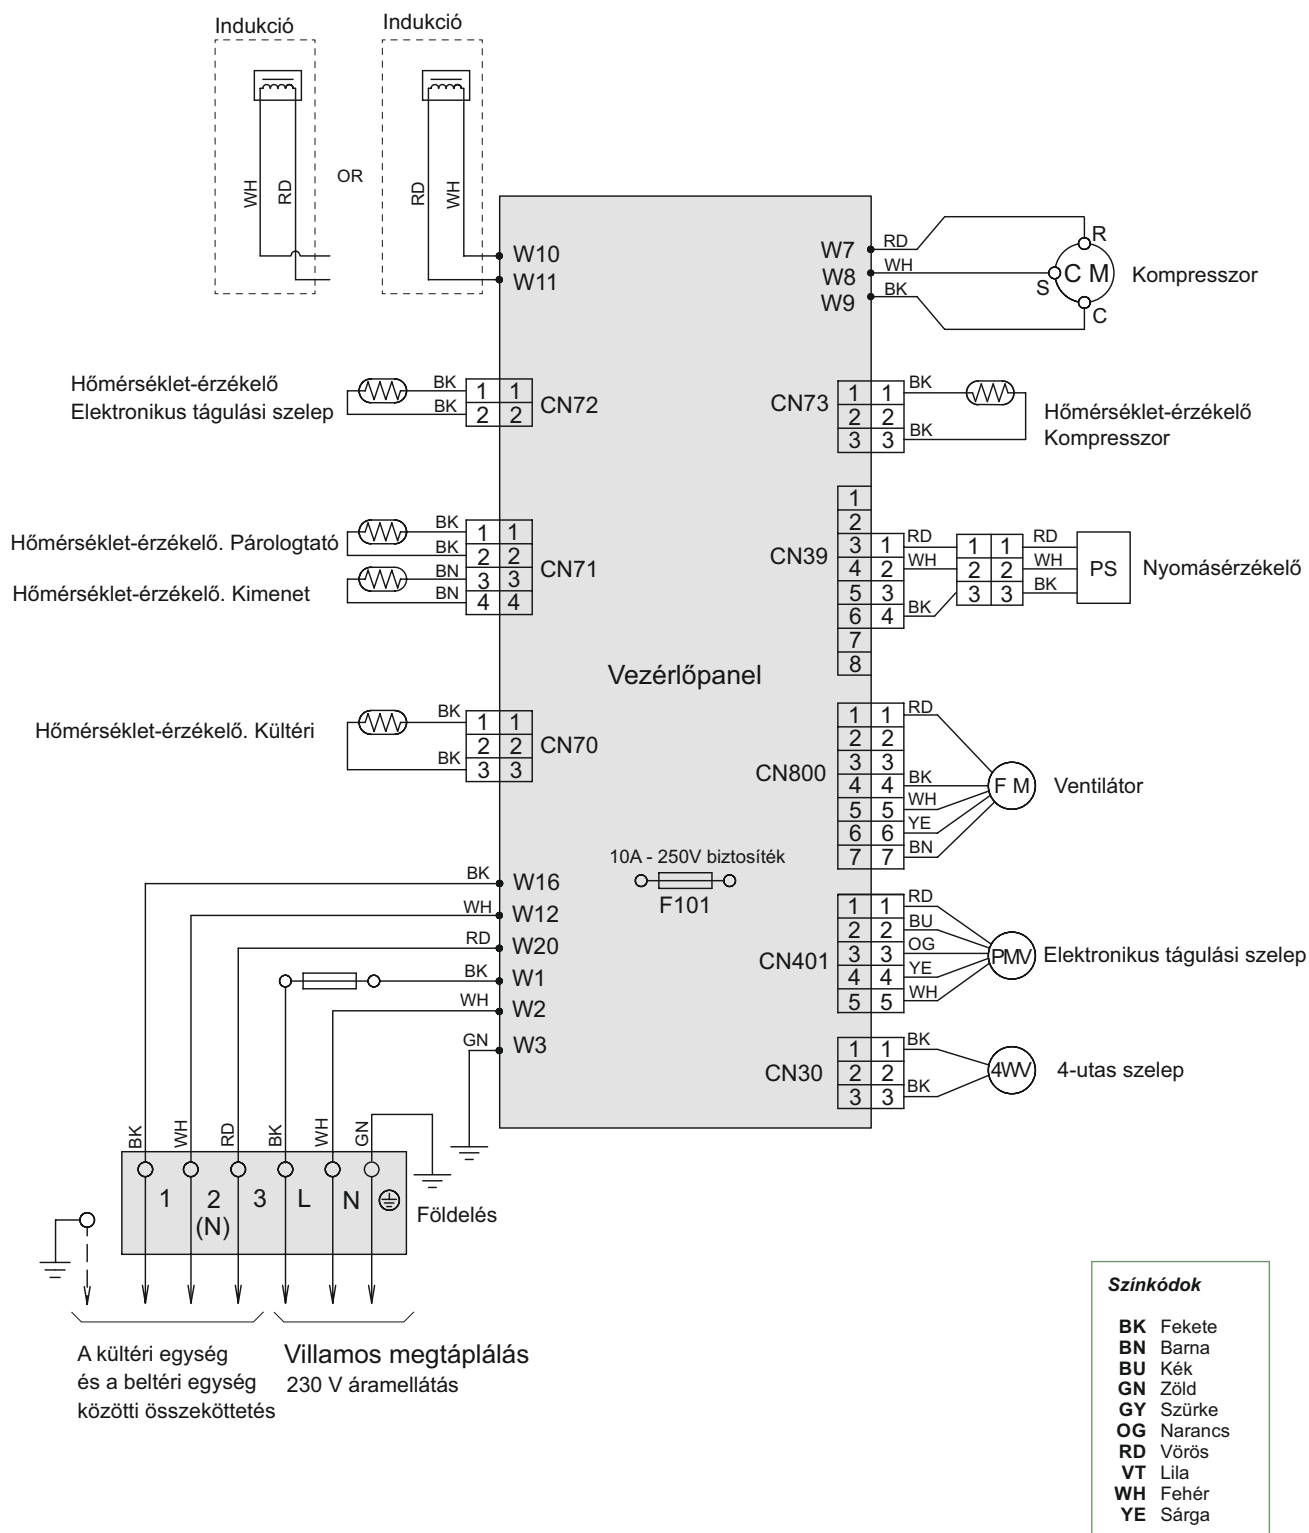 Indukció
Indukció
WH
RD
OR
RD
WH
W10
W11
W7
W8
W9
RD
WH
BK
R
S
C M
C
Kompresszor
Hőmérséklet-érzékelő
Elektronikus tágulási szelep
BK
BK
1 1
2 2
CN72
CN73
1 1
2 2
3 3
BK
BK
Hőmérséklet-érzékelő
Kompresszor
Hőmérséklet-érzékelő. Párologtató
Hőmérséklet-érzékelő. Kimenet
BK
BK
BN
BN
1 1
2 2
3 3
4 4
CN71
CN39
1
2
3 1
4 2
5 3
6 4
7
8
RD
WH
BK
1 1
2 2
3 3
RD
WH
BK
PS
Nyomásérzékelő
Vezérlőpanel
Hőmérséklet-érzékelő. Kültéri
BK
BK
1 1
2 2
3 3
CN70
CN800
1 1
2 2
3 3
4 4
5 5
6 6
7 7
RD
BK
WH
YE
BN
F M
Ventilátor
10A - 250V biztosíték
F101
BK W16
WH W12
RD W20
BK W1
WH W2
GN W3
CN401
1 1
2 2
3 3
4 4
5 5
RD
BU
OG
YE
WH
PMV
Elektronikus tágulási szelep
CN30
1 1
2 2
3 3
BK
BK
4WV
4-utas szelep
BK
WH
RD
BK
WH
GN
1 2 3 L N
(N)
Földelés
A kültéri egység
és a beltéri egység
közötti összeköttetés
Villamos megtáplálás
230 V áramellátás
Színkódok
BK Fekete
BN Barna
BU Kék
GN Zöld
GY Szürke
OG Narancs
RD Vörös
VT Lila
WH Fehér
YE Sárga